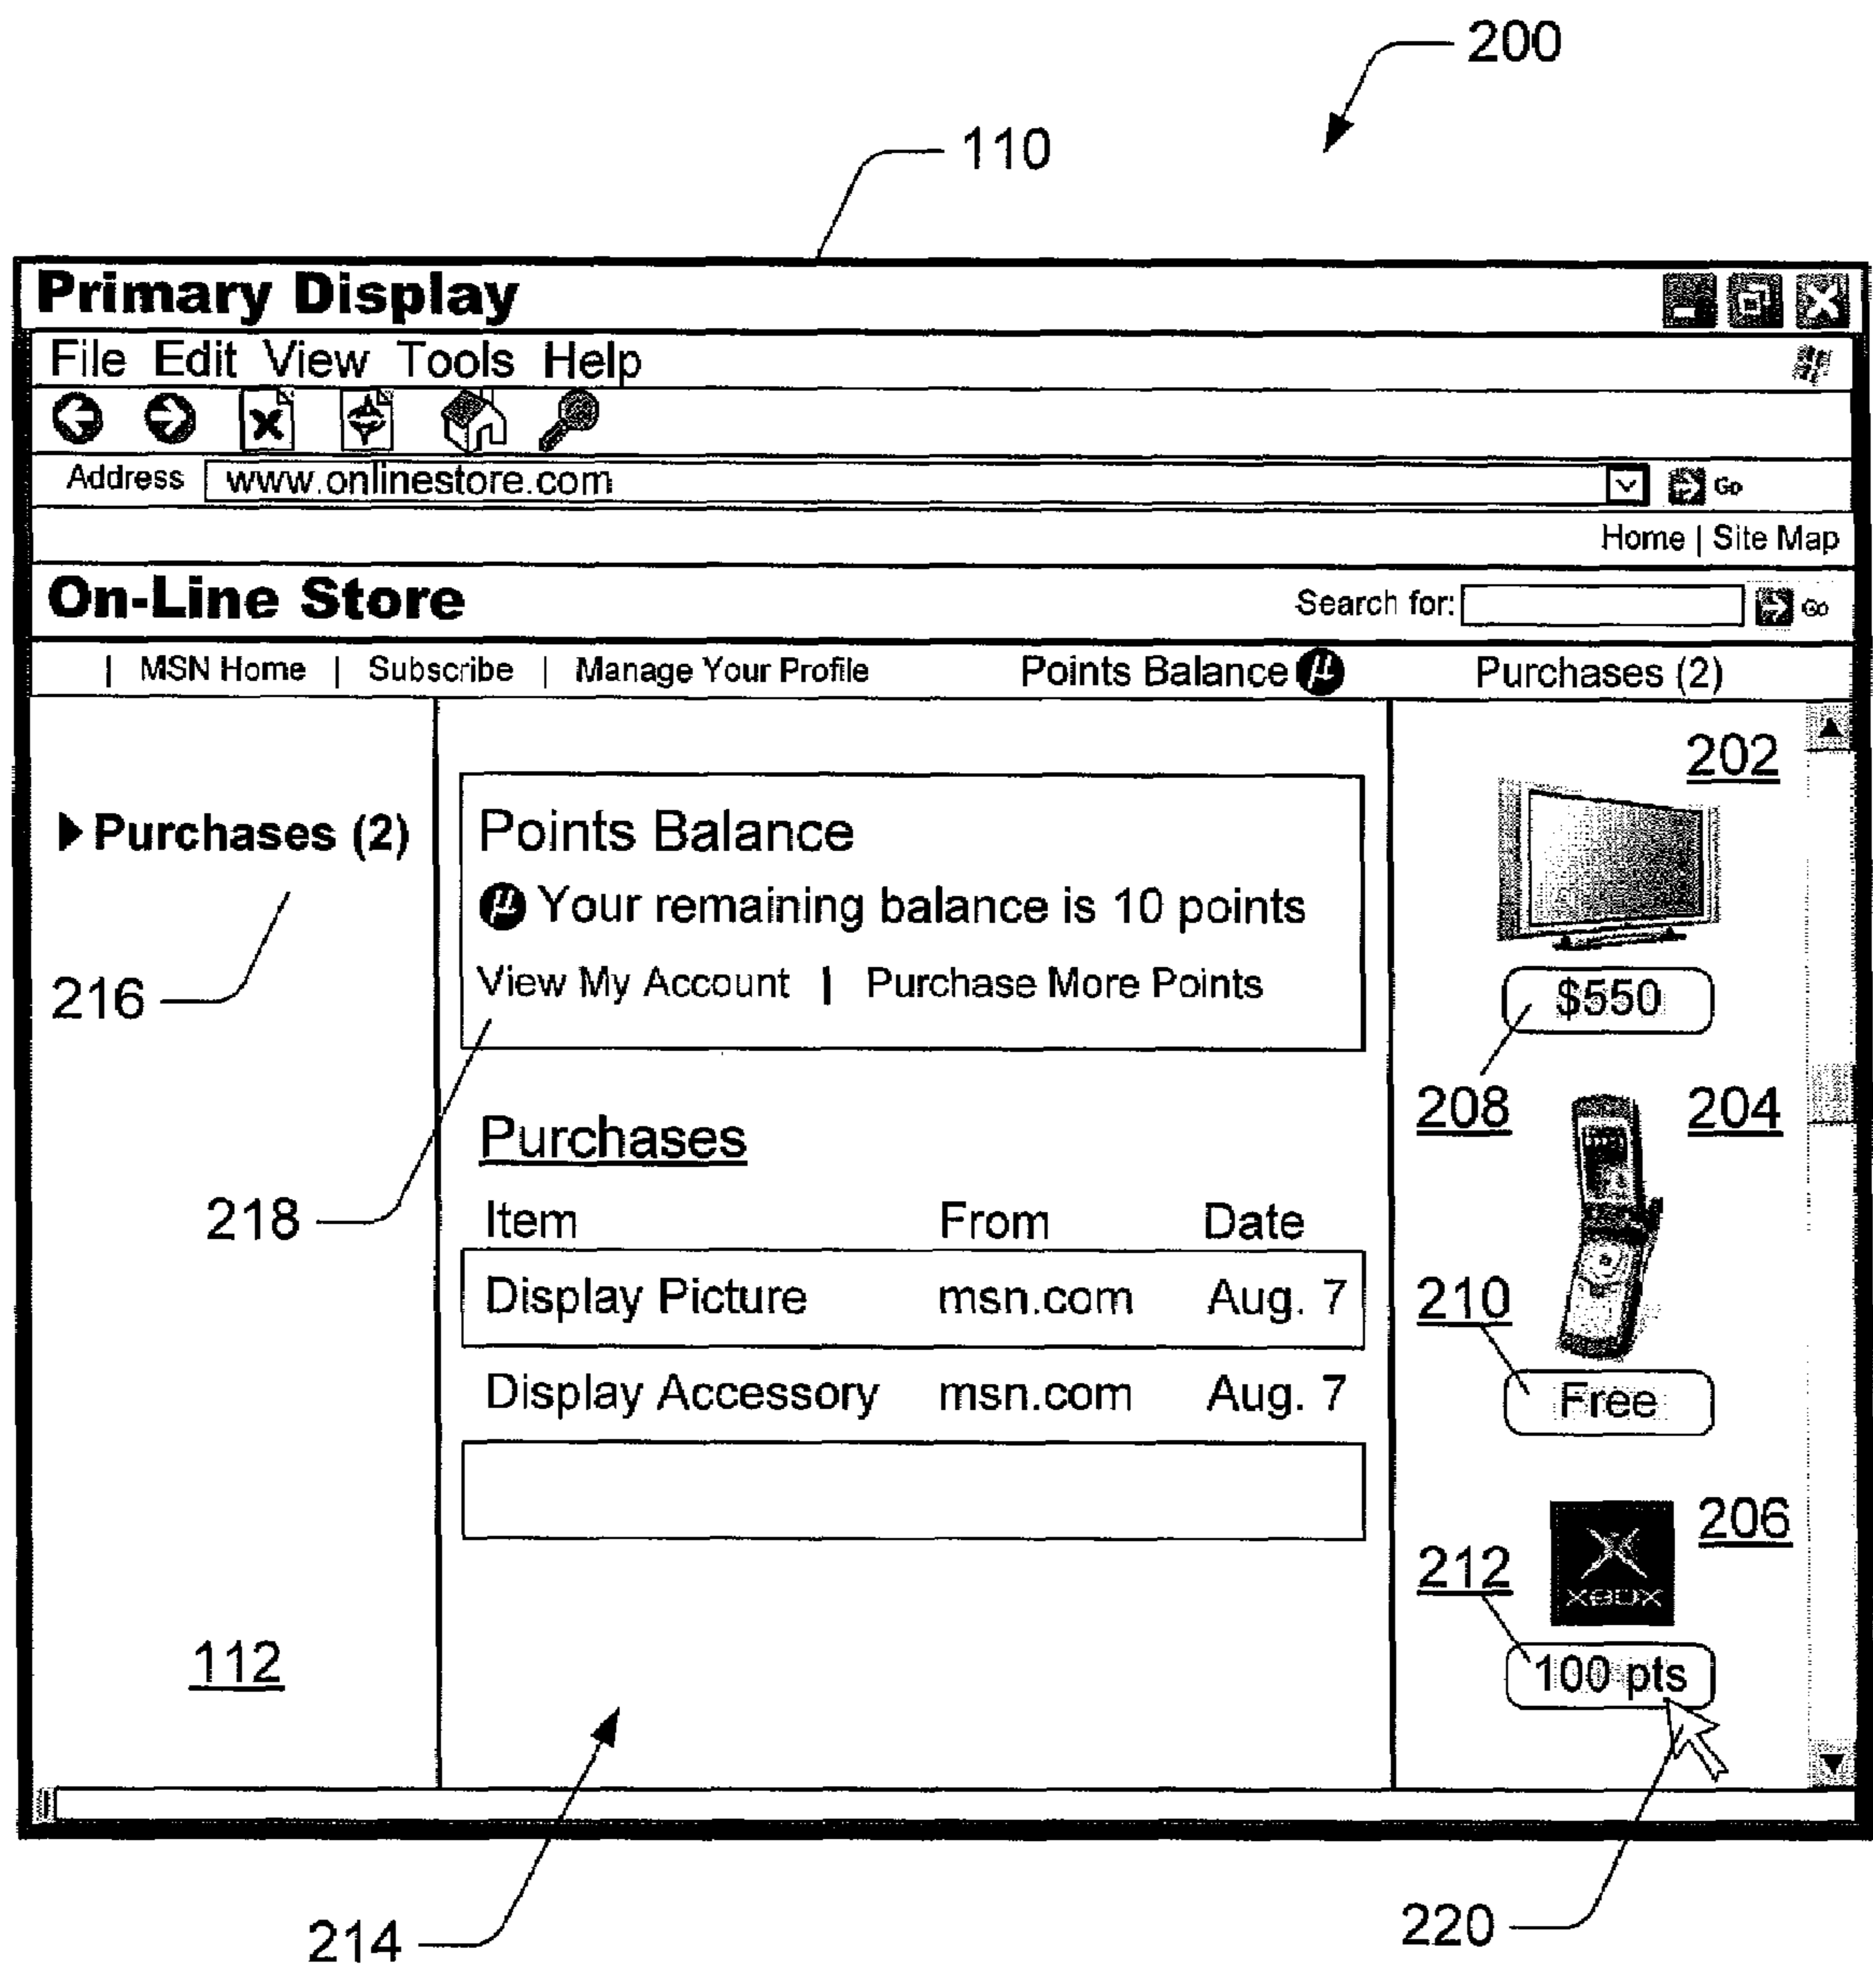 200
110
Primary Display
File Edit View Tools Help
Address www.onlinestore.com Go
Home | Site Map
On-Line Store Search for: Go
| MSN Home | Subscribe | Manage Your Profile Points Balance µ Purchases (2)
▶ Purchases (2)
216
112
Points Balance
µ Your remaining balance is 10 points
View My Account | Purchase More Points
218
Purchases
Item From Date
Display Picture msn.com Aug. 7
Display Accessory msn.com Aug. 7
202
$550
208
204
210
Free
206
XBOX
212
100 pts
214
220